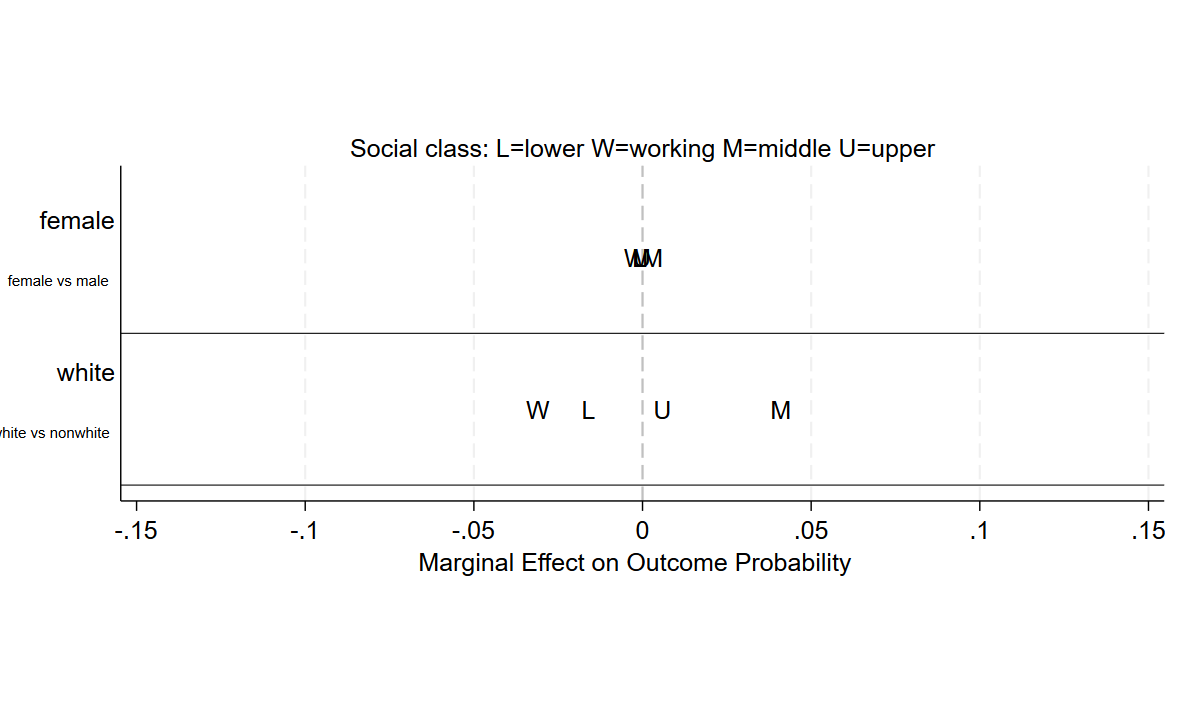 Social class: L=lower W=working M=middle U=upper
female
W U M
female vs male
white
W L U M
hite vs nonwhite
-.15 -.1 -.05 0 .05 .1 .15
Marginal Effect on Outcome Probability